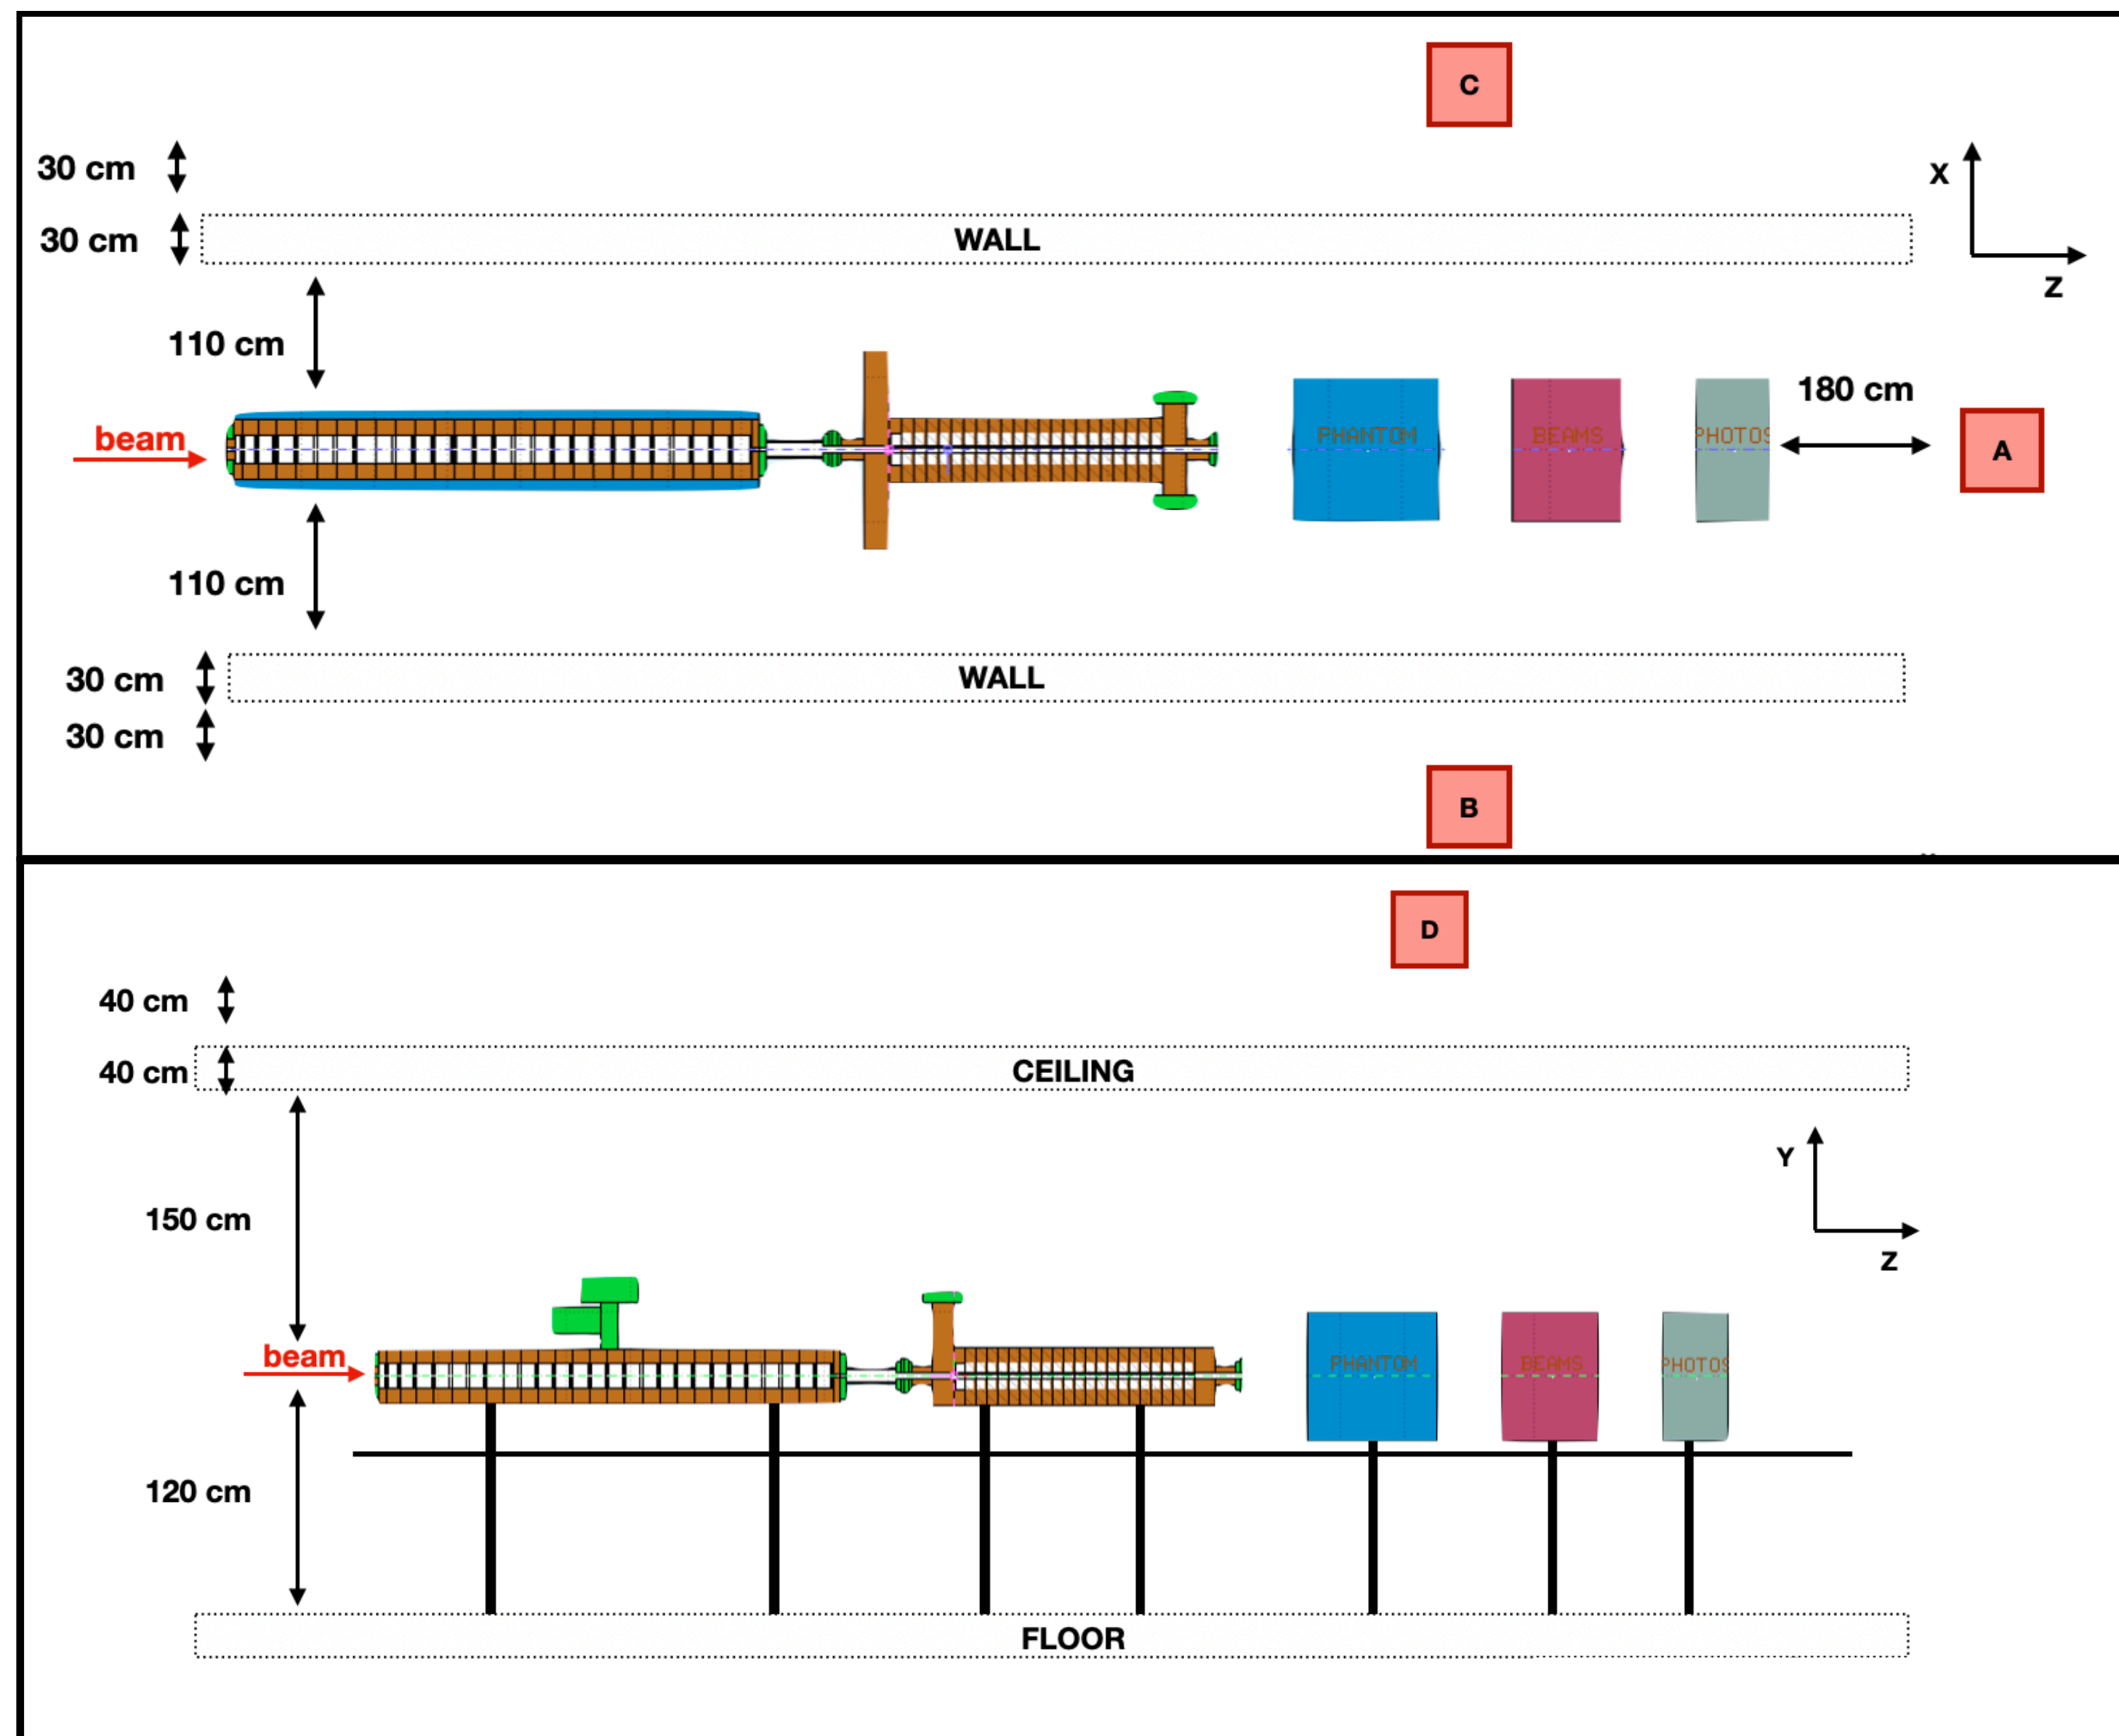 C
30 cm
X
30 cm
WALL
Z
110 cm
180 cm
beam
PHANTOM
BEAMS
PHOTOS
A
110 cm
30 cm
WALL
30 cm
B
D
40 cm
40 cm
CEILING
Y
150 cm
Z
beam
PHANTOM
BEAMS
PHOTOS
120 cm
FLOOR